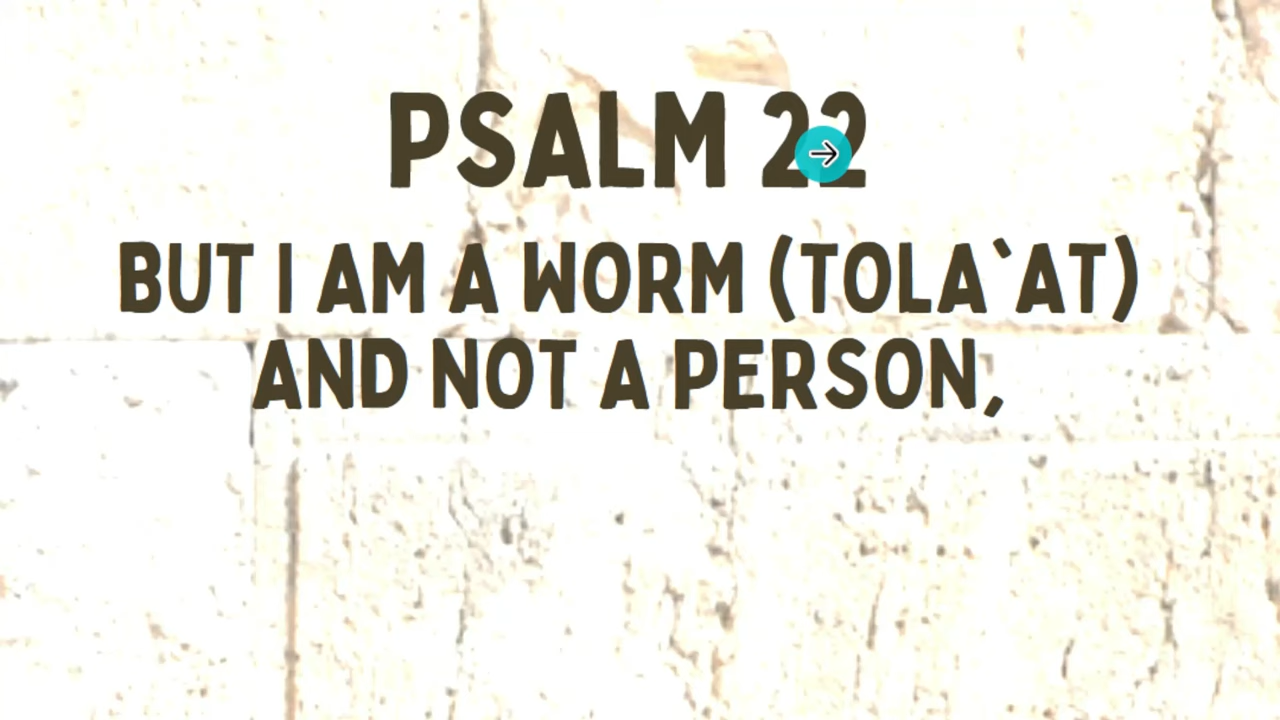 PSALM 22
BUT I AM A WORM (TOLA`AT)
AND NOT A PERSON,